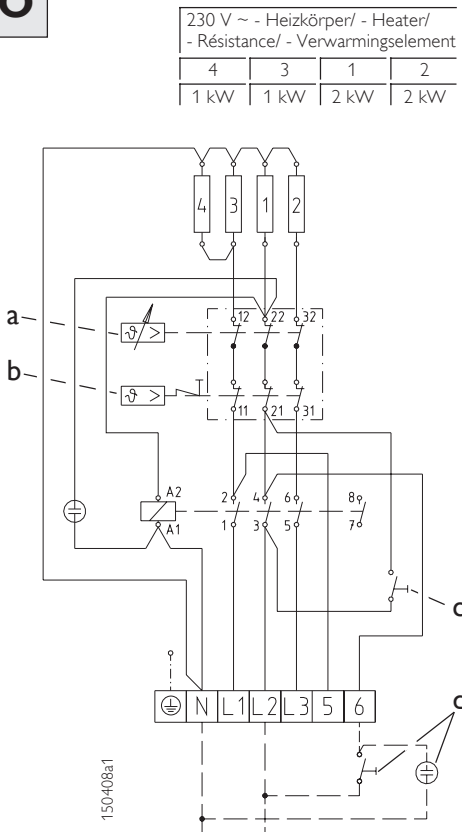 230 V ~ - Heizkörper/ - Heater/
- Résistance/ - Verwarmingselement
4 3 1 2
1 kW 1 kW 2 kW 2 kW
4 3 1 2
a
12 22 32
b
11 21 31
A2 2 4 6 8
A1 1 3 5 7
N L1 L2 L3 5 6
150408a1